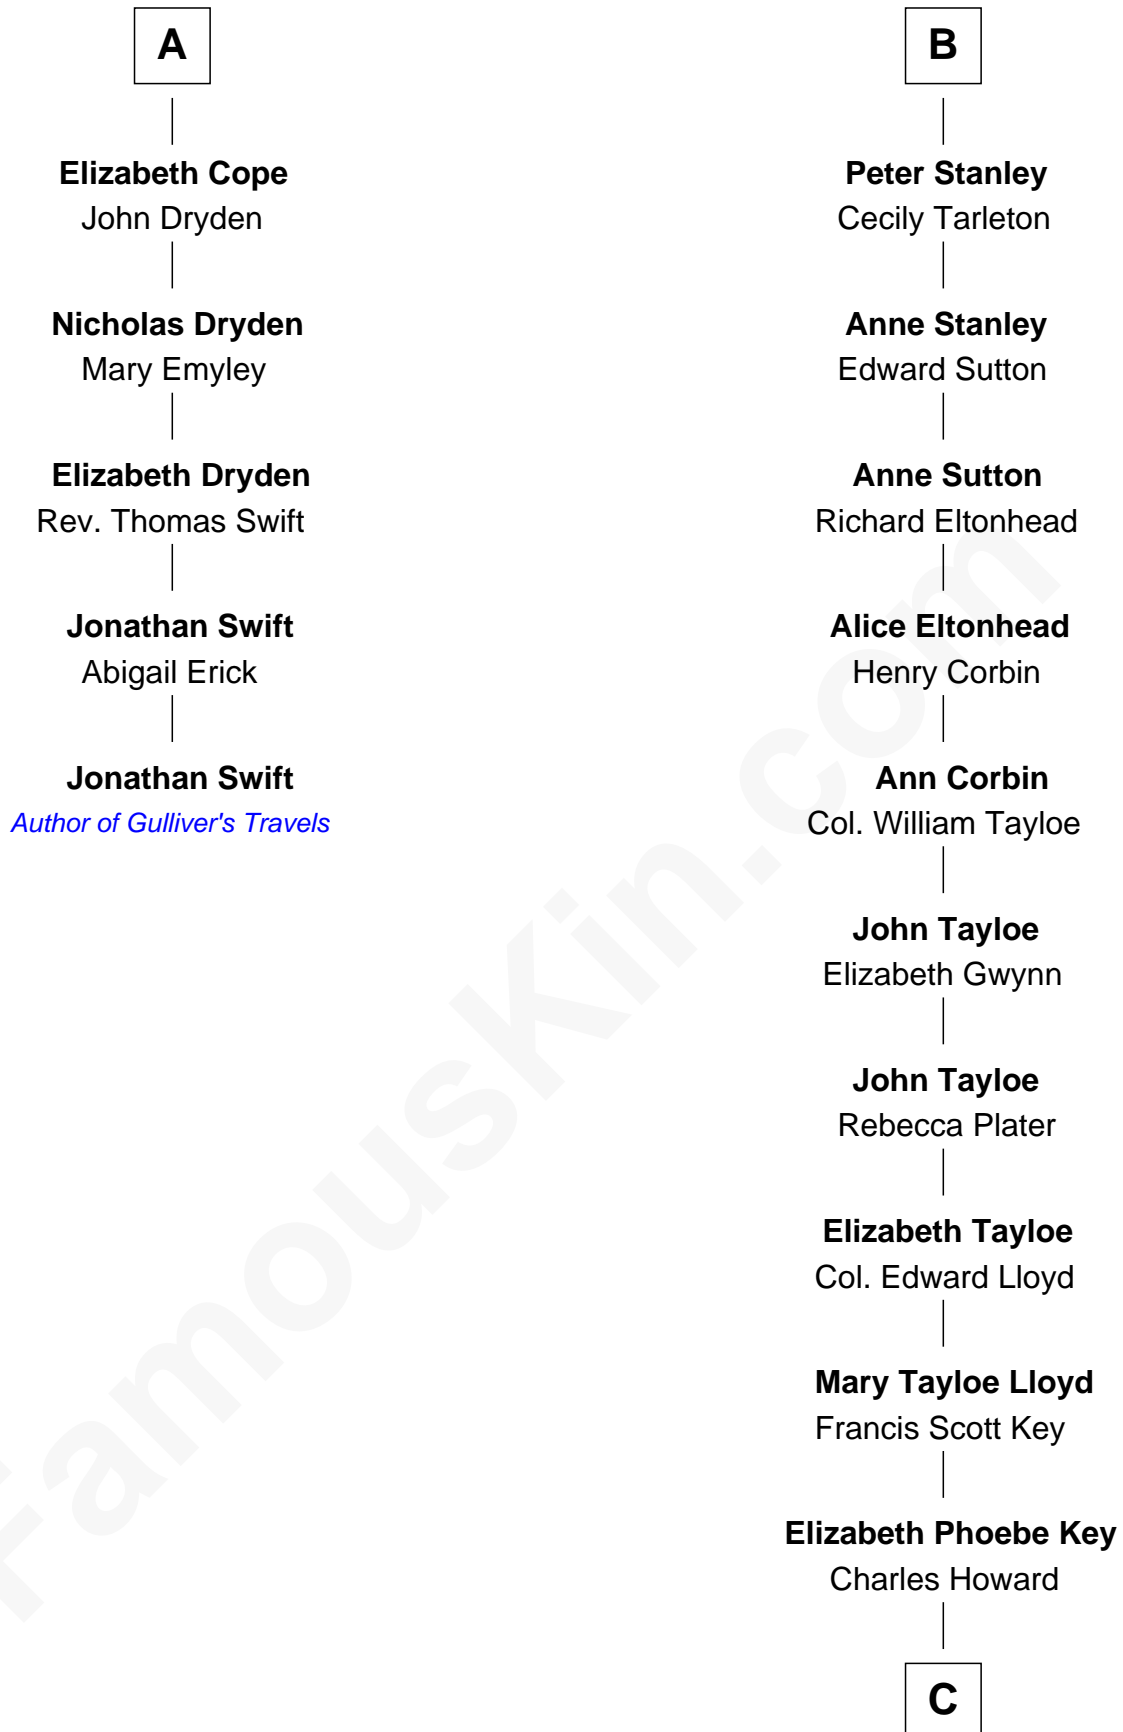 A
Elizabeth Cope
John Dryden
Nicholas Dryden
Mary Emyley
Elizabeth Dryden
Rev. Thomas Swift
Jonathan Swift
Abigail Erick
Jonathan Swift
Author of Gulliver's Travels
B
Peter Stanley
Cecily Tarleton
Anne Stanley
Edward Sutton
Anne Sutton
Richard Eltonhead
Alice Eltonhead
Henry Corbin
Ann Corbin
Col. William Tayloe
John Tayloe
Elizabeth Gwynn
John Tayloe
Rebecca Plater
Elizabeth Tayloe
Col. Edward Lloyd
Mary Tayloe Lloyd
Francis Scott Key
Elizabeth Phoebe Key
Charles Howard
C
FamousKin.com